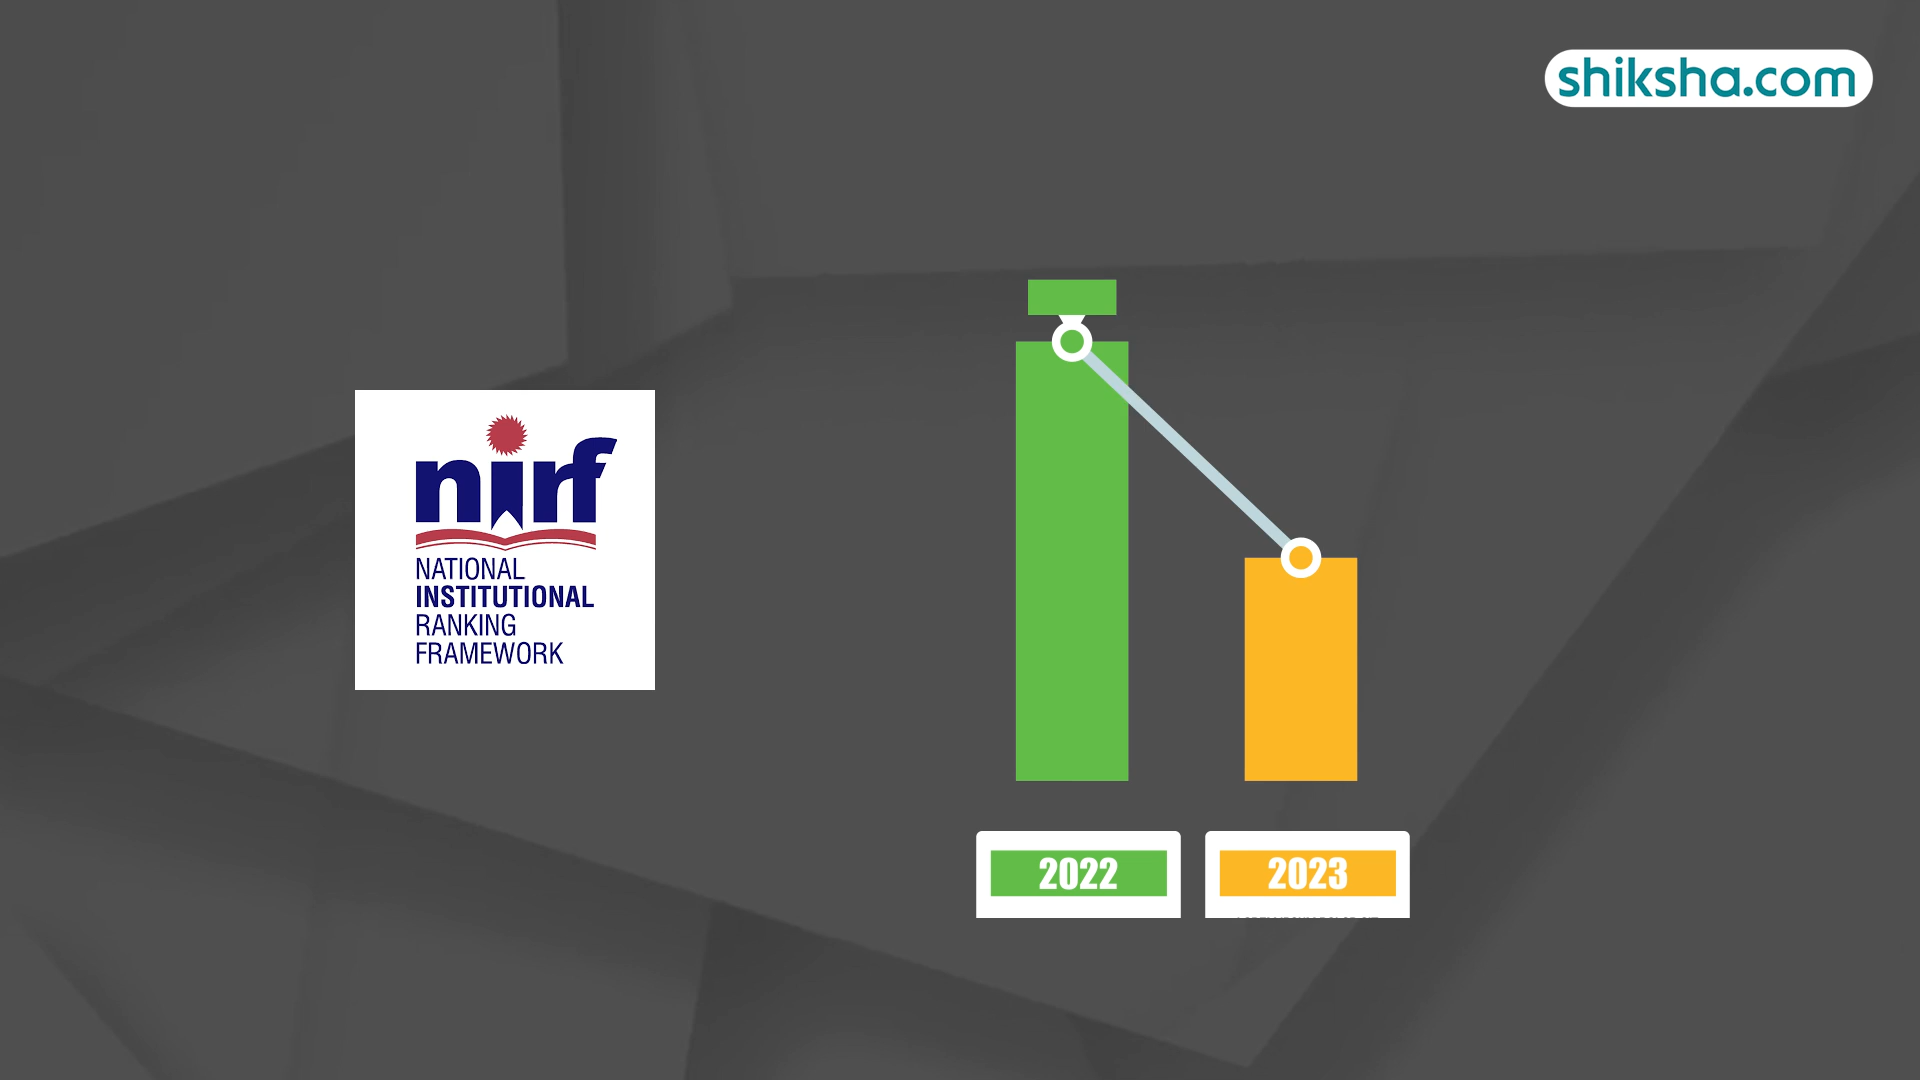 shiksha.com
nirf
NATIONAL
INSTITUTIONAL
RANKING
FRAMEWORK
2022
2023